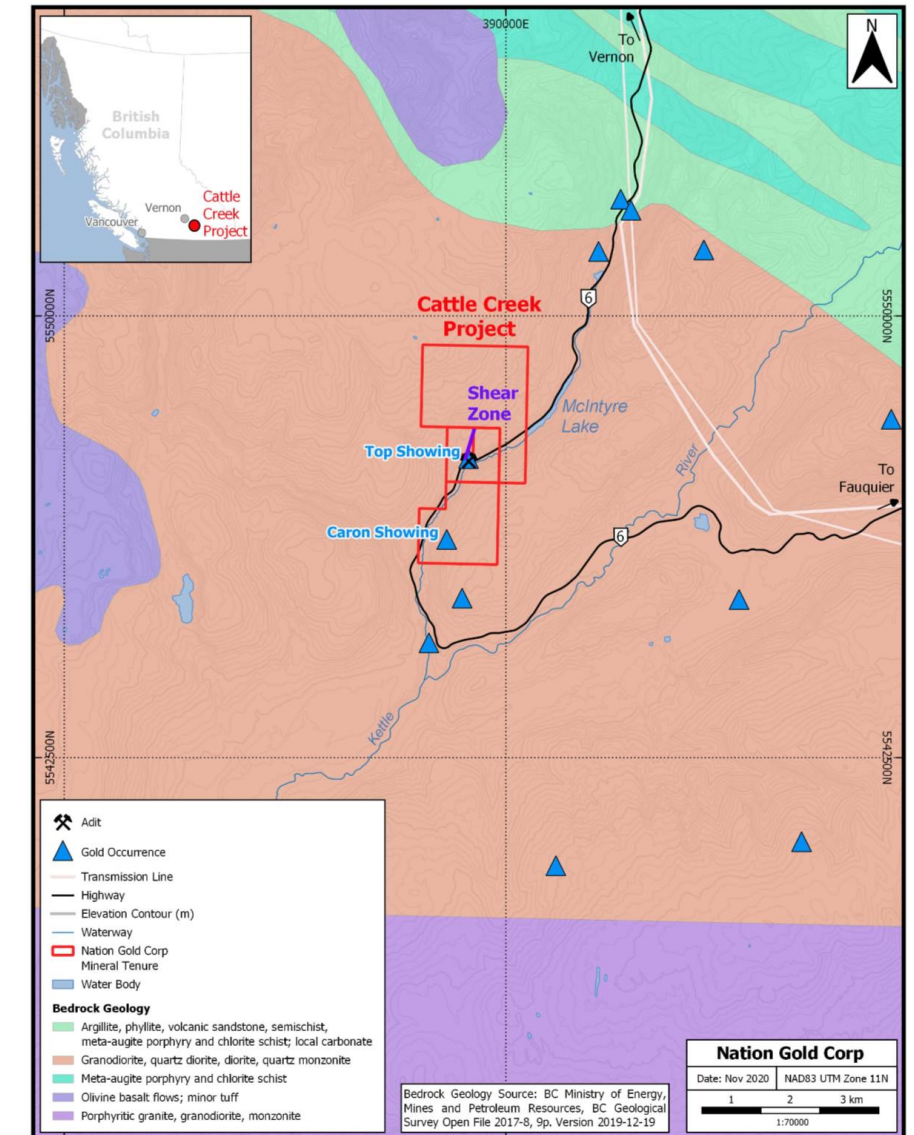 390000E
N
To
Vernon
British
Columbia
Vernon
Vancouver
Cattle
Creek
Project
5550000N
5550000N
6
Cattle Creek
Project
Shear
Zone
McIntyre
Lake
Top Showing
River
To
Fauquier
Caron Showing
6
Kettle
5542500N
5542500N
Adit
Gold Occurrence
Transmission Line
Highway
Elevation Contour (m)
Waterway
Nation Gold Corp
Mineral Tenure
Water Body
Bedrock Geology
Argillite, phyllite, volcanic sandstone, semischist,
meta-augite porphyry and chlorite schist; local carbonate
Granodiorite, quartz diorite, diorite, quartz monzonite
Meta-augite porphyry and chlorite schist
Olivine basalt flows; minor tuff
Porphyritic granite, granodiorite, monzonite
Bedrock Geology Source: BC Ministry of Energy,
Mines and Petroleum Resources, BC Geological
Survey Open File 2017-8, 9p. Version 2019-12-19
Nation Gold Corp
Date: Nov 2020 NAD83 UTM Zone 11N
1 2 3 km
1:70000